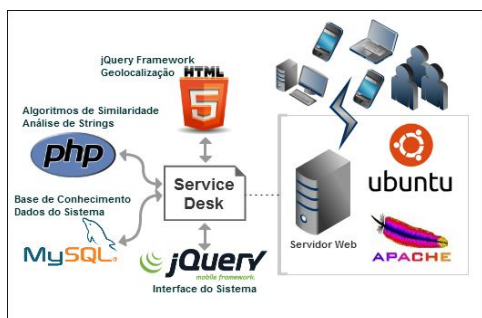 jQuery Framework
Geolocalização
HTML
5
Algoritmos de Similaridade
Análise de Strings
php
Service
Desk
Base de Conhecimento
Dados do Sistema
MySQL
jQuery
mobile framework.
Interface do Sistema
Servidor Web
ubuntu
APACHE